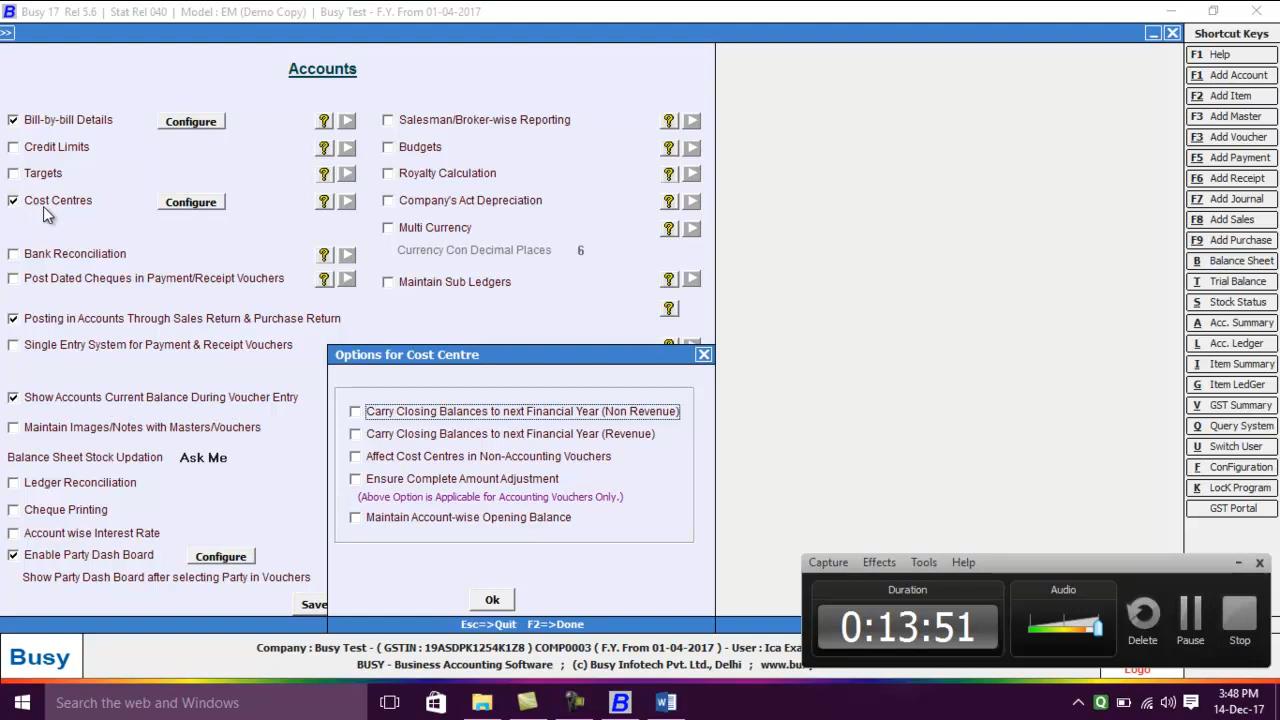 Busy 17 Rel 5.6 | Stat Rel 040 | Model : EM (Demo Copy) | Busy Test - F.Y. From 01-04-2017
>>
Accounts
Bill-by-bill Details Configure ?
Credit Limits ?
Targets ?
Cost Centres Configure ?
Bank Reconciliation ?
Post Dated Cheques in Payment/Receipt Vouchers ?
Posting in Accounts Through Sales Return & Purchase Return
Single Entry System for Payment & Receipt Vouchers
Show Accounts Current Balance During Voucher Entry
Maintain Images/Notes with Masters/Vouchers
Balance Sheet Stock Updation Ask Me
Ledger Reconciliation
Cheque Printing
Account wise Interest Rate
Enable Party Dash Board Configure
Show Party Dash Board after selecting Party in Vouchers
Save
Salesman/Broker-wise Reporting ?
Budgets ?
Royalty Calculation ?
Company's Act Depreciation ?
Multi Currency ?
Currency Con Decimal Places 6
Maintain Sub Ledgers ?
?
Options for Cost Centre
Carry Closing Balances to next Financial Year (Non Revenue)
Carry Closing Balances to next Financial Year (Revenue)
Affect Cost Centres in Non-Accounting Vouchers
Ensure Complete Amount Adjustment
(Above Option is Applicable for Accounting Vouchers Only.)
Maintain Account-wise Opening Balance
Ok
Esc=>Quit F2=>Done
Shortcut Keys
F1 Help
F1 Add Account
F2 Add Item
F3 Add Master
F3 Add Voucher
F5 Add Payment
F6 Add Receipt
F7 Add Journal
F8 Add Sales
F9 Add Purchase
B Balance Sheet
T Trial Balance
S Stock Status
A Acc. Summary
L Acc. Ledger
I Item Summary
G Item LedGer
V GST Summary
Q Query System
U Switch User
F ConFiguration
K LocK Program
GST Portal
Capture Effects Tools Help
Duration Audio
0:13:51
Delete Pause Stop
Busy
Company : Busy Test - ( GSTIN : 19ASDPK1254K1Z8 ) COMP0003 ( F.Y. From 01-04-2017 ) - User : Ica Exa
BUSY - Business Accounting Software ; (c) Busy Infotech Pvt. Ltd., Delhi ; www.bu
Logo
Search the web and Windows
3:48 PM
14-Dec-17